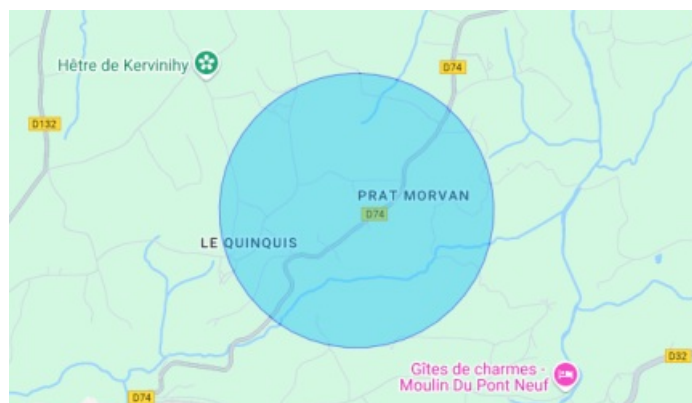 Hêtre de Kervinihy
D74
D132
PRAT MORVAN
D74
LE QUINQUIS
D32
Gîtes de charmes -
Moulin Du Pont Neuf
D74